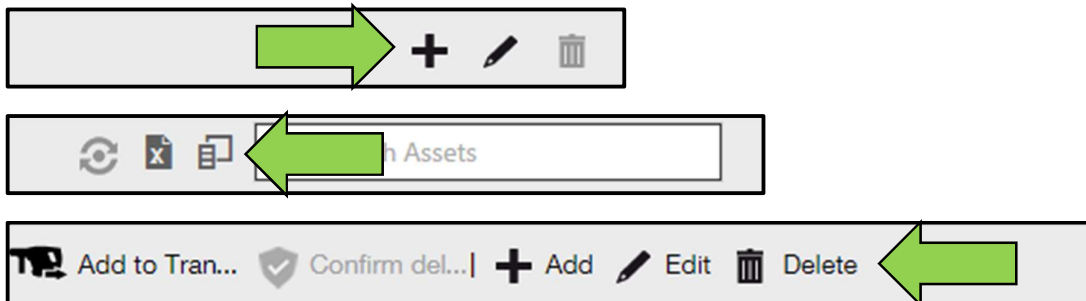 h Assets
Add to Tran... Confirm del...| Add Edit Delete